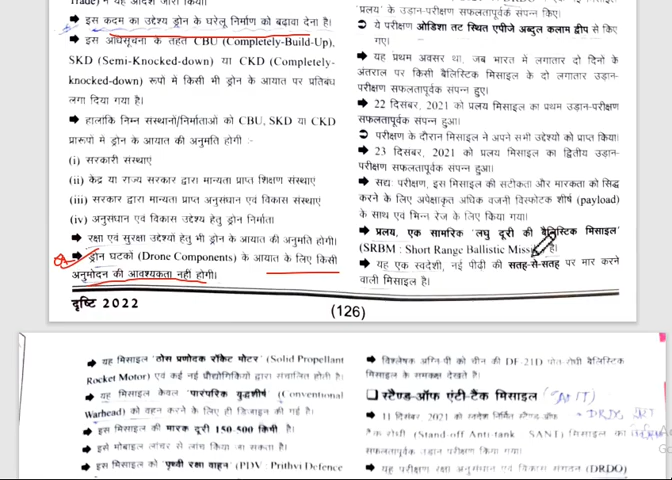 Trade) ने यह आदेश जारी किया।
➡ इस कदम का उद्देश्य ड्रोन के घरेलू निर्माण को बढ़ावा देना है।
➡ इस अधिसूचना के तहत CBU (Completely-Build-Up),
SKD (Semi-Knocked-down) या CKD (Completely-
knocked-down) रूपों में किसी भी ड्रोन के आयात पर प्रतिबंध
लगा दिया गया है।
➡ हालांकि निम्न संस्थानों/निर्माताओं को CBU, SKD या CKD
प्रारूपों में ड्रोन के आयात की अनुमति होगी :-
(i) सरकारी संस्थाएं
(ii) केंद्र या राज्य सरकार द्वारा मान्यता प्राप्त शिक्षण संस्थाएं
(iii) सरकार द्वारा मान्यता प्राप्त अनुसंधान एवं विकास संस्थाएं
(iv) अनुसंधान एवं विकास उद्देश्य हेतु ड्रोन निर्माता
➡ रक्षा एवं सुरक्षा उद्देश्यों हेतु भी ड्रोन के आयात की अनुमति होगी।
➡ ड्रोन घटकों (Drone Components) के आयात के लिए किसी
अनुमोदन की आवश्यकता नहीं होगी।
प्रलय' के उड़ान-परीक्षण सफलतापूर्वक संपन्न किए।
➲ ये परीक्षण ओडिशा तट स्थित एपीजे अब्दुल कलाम द्वीप से किए
गए।
➡ यह प्रथम अवसर था, जब भारत में लगातार दो दिनों के
अंतराल पर किसी बैलिस्टिक मिसाइल के दो लगातार उड़ान-
परीक्षण सफलतापूर्वक संपन्न हुए।
➡ 22 दिसंबर, 2021 को प्रलय मिसाइल का प्रथम उड़ान-परीक्षण
सफलतापूर्वक संपन्न हुआ।
➲ परीक्षण के दौरान मिसाइल ने अपने सभी उद्देश्यों को प्राप्त किया।
➡ 23 दिसंबर, 2021 को प्रलय मिसाइल का द्वितीय उड़ान-
परीक्षण सफलतापूर्वक संपन्न हुआ।
➡ सद्यः परीक्षण, इस मिसाइल की सटीकता और मारकता को सिद्ध
करने के लिए अपेक्षाकृत अधिक वजनी विस्फोटक शीर्ष (payload)
के साथ एवं भिन्न रेंज के लिए किया गया।
➡ प्रलय, एक सामरिक 'लघु दूरी की बैलिस्टिक मिसाइल'
(SRBM : Short Range Ballistic Missile) है।
➡ यह एक स्वदेशी, नई पीढ़ी की सतह-से-सतह पर मार करने
वाली मिसाइल है।
दृष्टि 2022
(126)
➡ यह मिसाइल 'ठोस प्रणोदक रॉकेट मोटर' (Solid Propellant
Rocket Motor) एवं कई नई प्रौद्योगिकियों द्वारा संचालित होती है।
➡ यह मिसाइल केवल 'पारंपरिक युद्धशीर्ष' (Conventional
Warhead) को वहन करने के लिए ही डिजाइन की गई है।
➡ इस मिसाइल की मारक दूरी 150-500 किमी है।
➡ इसे मोबाइल लांचर से लांच किया जा सकता है।
➡ इस मिसाइल को 'पृथ्वी रक्षा वाहन' (PDV : Prithvi Defence
➡ विश्लेषक अग्नि-पी को चीन की DF-21D पोत-रोधी बैलिस्टिक
मिसाइल के समकक्ष देखते हैं।
❑ स्टैण्ड-ऑफ एंटी-टैंक मिसाइल
➡ 11 दिसंबर, 2021 को स्वदेश निर्मित स्टैण्ड-ऑफ - DRDO
टैंक रोधी (Stand-off Anti-tank : SANT) मिसाइल का
सफलतापूर्वक उड़ान परीक्षण किया गया।
➡ यह परीक्षण रक्षा अनुसंधान एवं विकास संगठन (DRDO)